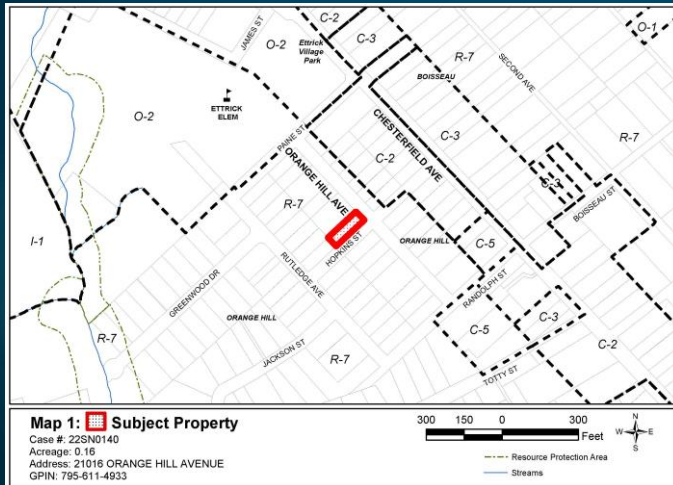 C-2
O-1
JAMES ST
O-2
Ettrick
Village
Park
C-3
R-7
SECOND AVE
BOISSEAU
ETTRICK
ELEM
O-2
PAINE ST
CHESTERFIELD AVE
C-3
C-2
R-7
ORANGE HILL AVE
C-3
BOISSEAU ST
R-7
I-1
HOPKINS ST
ORANGE HILL
C-5
RUTLEDGE AVE
GREENWOOD DR
RANDOLPH ST
ORANGE HILL
C-5
C-3
R-7
JACKSON ST
R-7
C-2
TOTTY ST
Map 1: Subject Property
Case #: 22SN0140
Acreage: 0.16
Address: 21016 ORANGE HILL AVENUE
GPIN: 795-611-4933
300 150 0 300
Feet
N
W E
S
Resource Protection Area
Streams